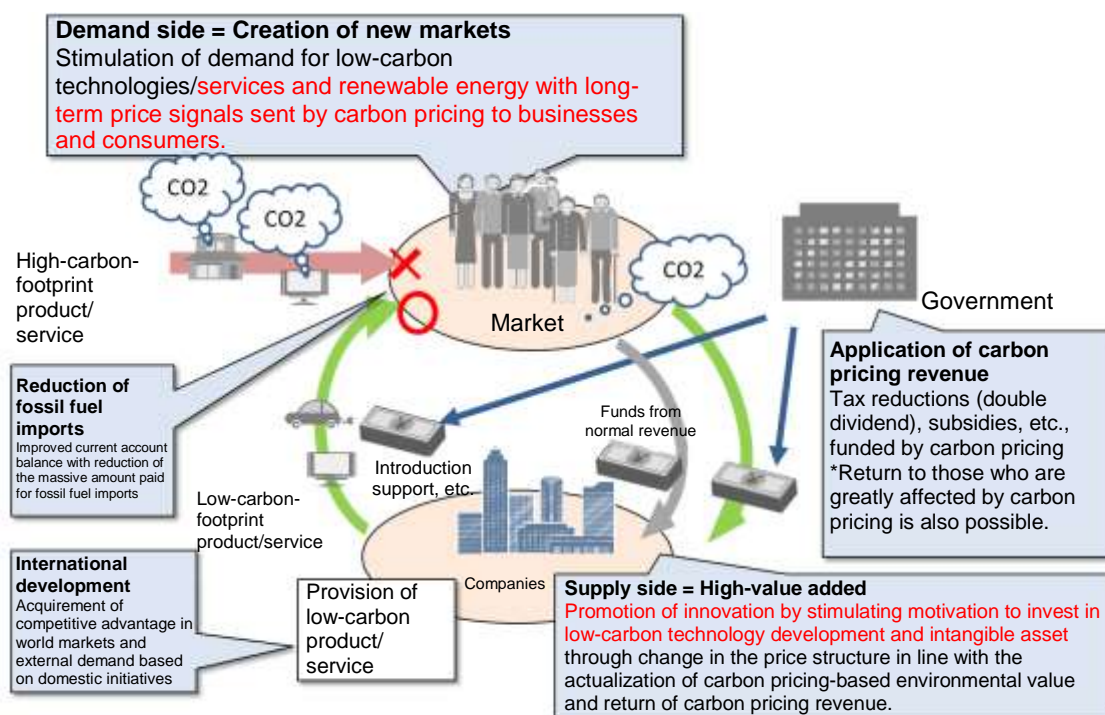 Demand side = Creation of new markets
Stimulation of demand for low-carbon
technologies/services and renewable energy with long-
term price signals sent by carbon pricing to businesses
and consumers.
CO2
CO2
CO2
High-carbon-
footprint
product/
service
Market
Government
Reduction of
fossil fuel
imports
Improved current account
balance with reduction of
the massive amount paid
for fossil fuel imports
Application of carbon
pricing revenue
Tax reductions (double
dividend), subsidies, etc.,
funded by carbon pricing
*Return to those who are
greatly affected by carbon
pricing is also possible.
Funds from
normal revenue
Introduction
support, etc.
Low-carbon-
footprint
product/service
International
development
Acquirement of
competitive advantage in
world markets and
external demand based
on domestic initiatives
Provision of
low-carbon
product/
service
Companies
Supply side = High-value added
Promotion of innovation by stimulating motivation to invest in
low-carbon technology development and intangible asset
through change in the price structure in line with the
actualization of carbon pricing-based environmental value
and return of carbon pricing revenue.